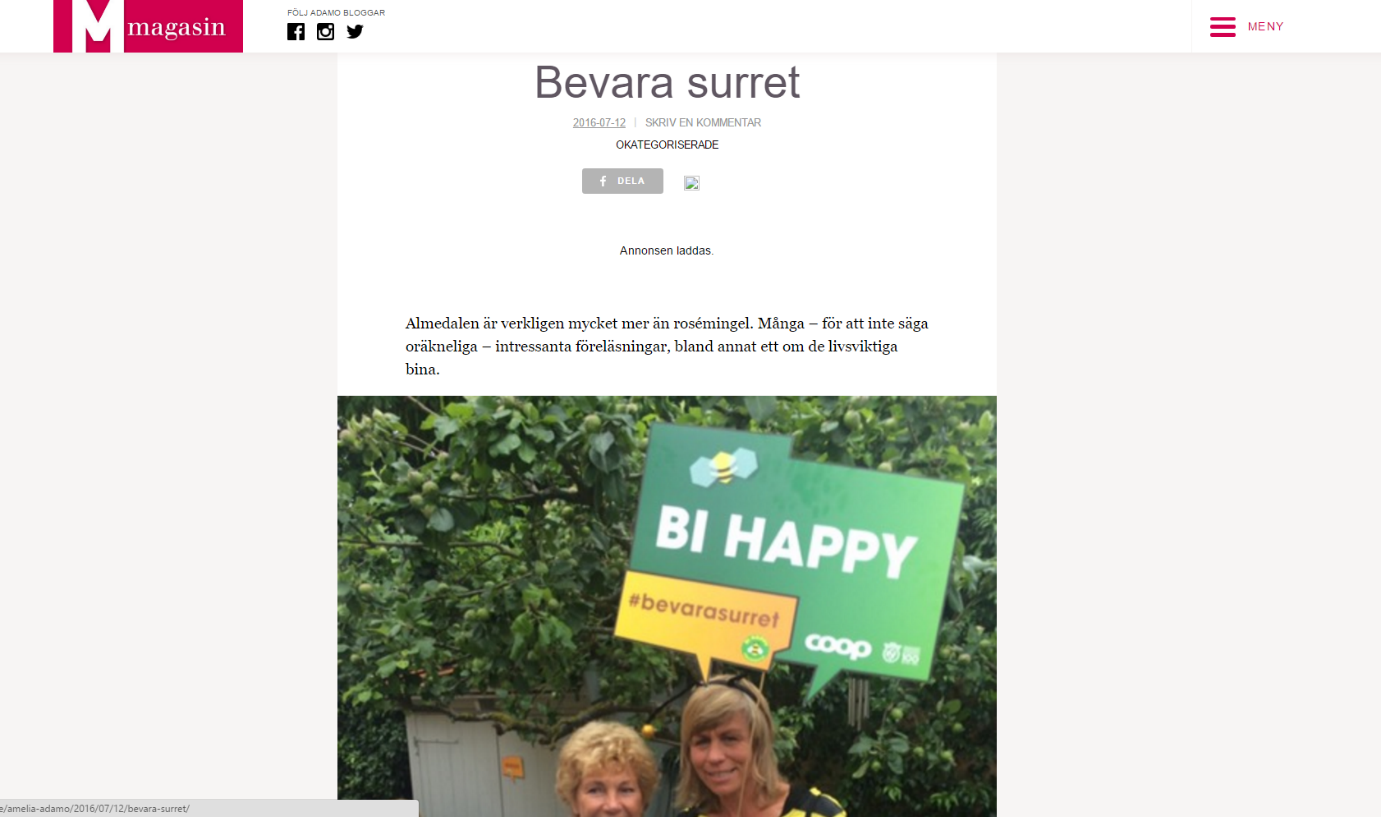 magasin
FÖLJ ADAMO BLOGGAR
MENY
Bevara surret
2016-07-12 | SKRIV EN KOMMENTAR
OKATEGORISERADE
DELA
Annonsen laddas.
Almedalen är verkligen mycket mer än rosémingel. Många – för att inte säga
oräkneliga – intressanta föreläsningar, bland annat ett om de livsviktiga
bina.
BI HAPPY
#bevarasurret
coop
e/amelia-adamo/2016/07/12/bevara-surret/